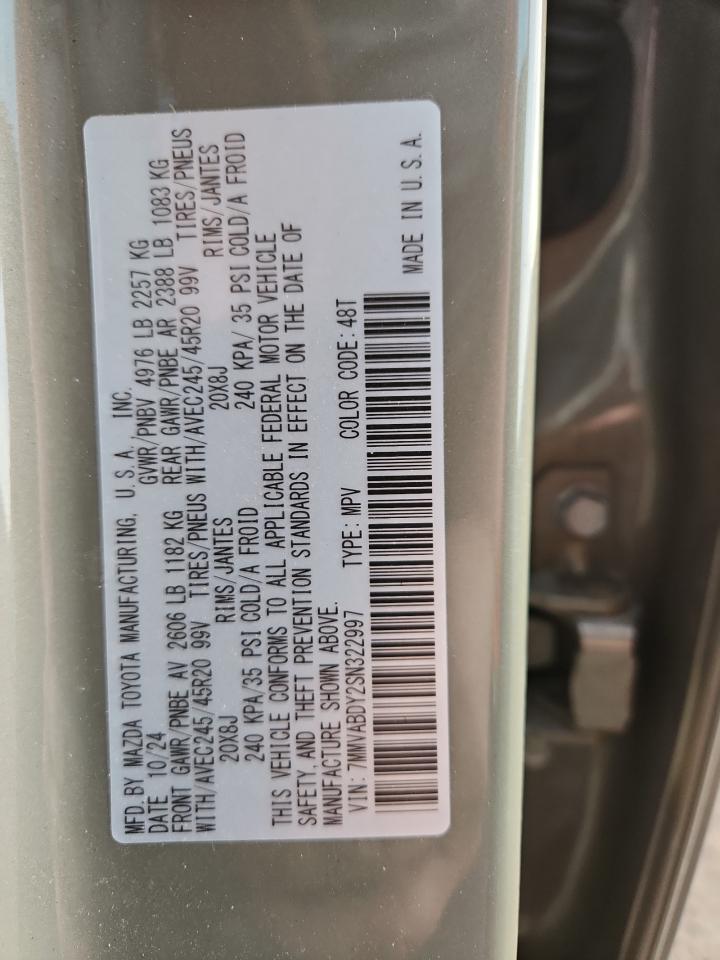 MFD.BY MAZDA TOYOTA MANUFACTURING, U.S.A. INC.
DATE 10/24 GVWR/PNBV 4976 LB 2257 KG
FRONT GAWR/PNBE AV 2606 LB 1182 KG REAR GAWR/PNBE AR 2388 LB 1083 KG
WITH/AVEC245/45R20 99V TIRES/PNEUS WITH/AVEC245/45R20 99V TIRES/PNEUS
20X8J RIMS/JANTES 20X8J RIMS/JANTES
240 KPA/35 PSI COLD/A FROID 240 KPA/ 35 PSI COLD/A FROID
THIS VEHICLE CONFORMS TO ALL APPLICABLE FEDERAL MOTOR VEHICLE
SAFETY,AND THEFT PREVENTION STANDARDS IN EFFECT ON THE DATE OF
MANUFACTURE SHOWN ABOVE.
VIN: 7MMVABDY2SN322997 TYPE: MPV COLOR CODE: 48T
MADE IN U.S.A.